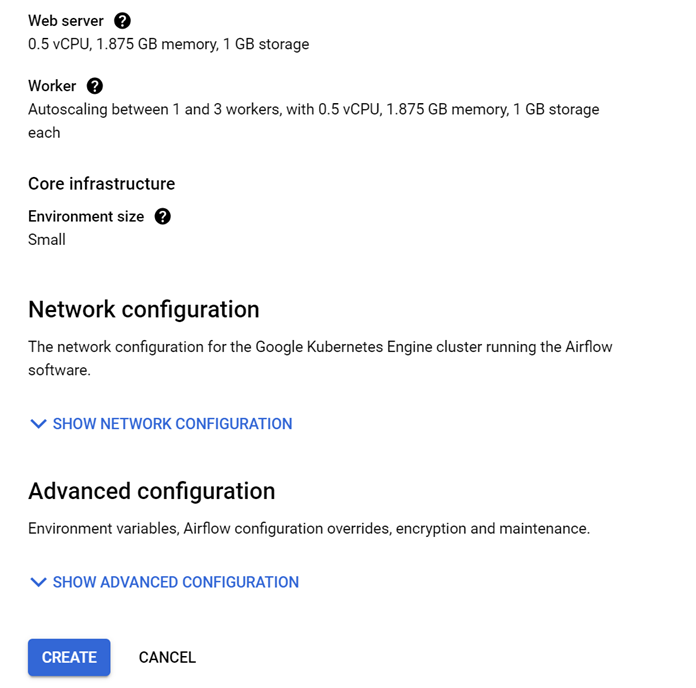 Web server
0.5 vCPU, 1.875 GB memory, 1 GB storage
Worker
Autoscaling between 1 and 3 workers, with 0.5 vCPU, 1.875 GB memory, 1 GB storage
each
Core infrastructure
Environment size
Small
Network configuration
The network configuration for the Google Kubernetes Engine cluster running the Airflow
software.
SHOW NETWORK CONFIGURATION
Advanced configuration
Environment variables, Airflow configuration overrides, encryption and maintenance.
SHOW ADVANCED CONFIGURATION
CREATE CANCEL